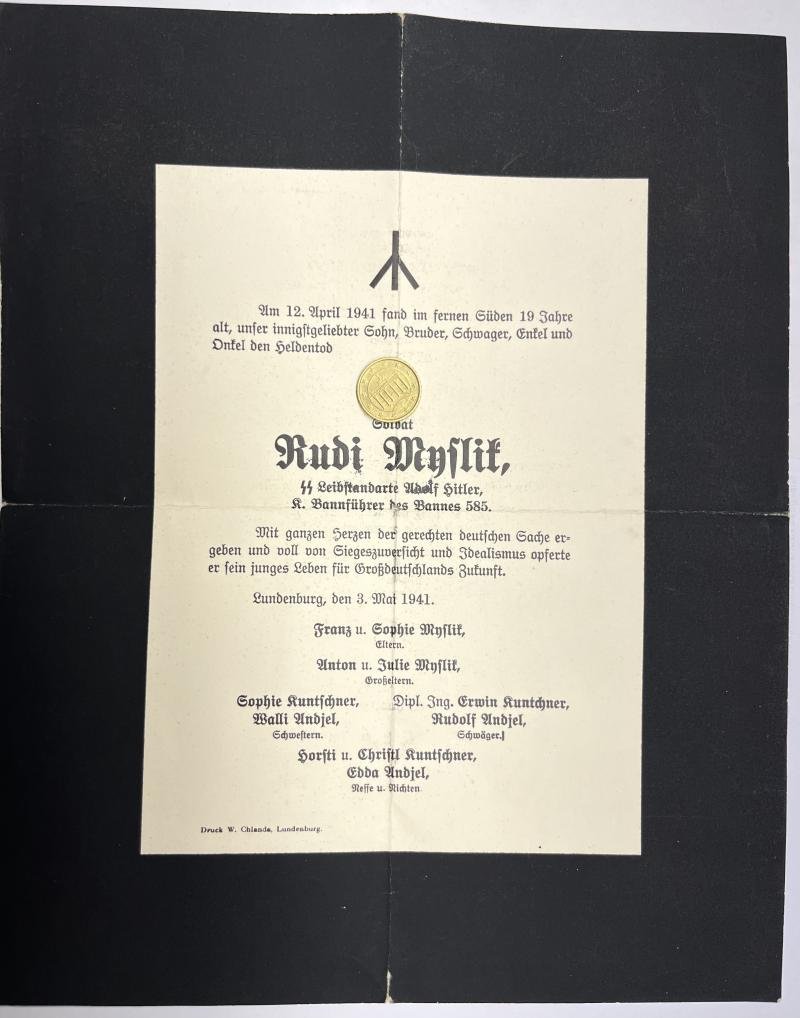 Am 12. April 1941 fand im fernen Süden 19 Jahre
alt, unser innigstgeliebter Sohn, Bruder, Schwager, Enkel und
Onkel den Heldentod
Soldat
Rudi Myslik,
SS Leibstandarte Adolf Hitler,
K. Bannführer des Bannes 585.
Mit ganzen Herzen der gerechten deutschen Sache er-
geben und voll von Siegeszuversicht und Idealismus opferte
er sein junges Leben für Großdeutschlands Zukunft.
Lundenburg, den 3. Mai 1941.
Franz u. Sophie Myslik,
Eltern.
Anton u. Julie Myslik,
Großeltern.
Sophie Kuntschner, Dipl. Ing. Erwin Kuntchner,
Walli Andjel, Rudolf Andjel,
Schwestern. Schwäger.
Horsti u. Christl Kuntschner,
Edda Andjel,
Neffe u. Nichten.
Druck W. Chlanda, Lundenburg.